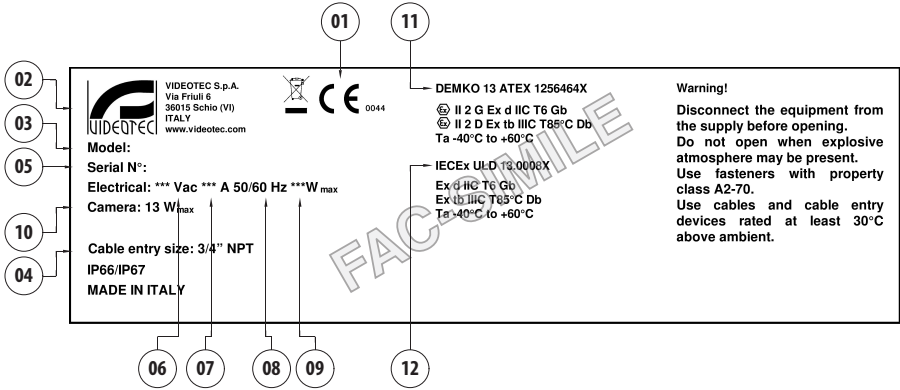 01
11
02
03
05
10
04
VIDEOTEC
VIDEOTEC S.p.A.
Via Friuli 6
36015 Schio (VI)
ITALY
www.videotec.com
CE
0044
Model:
Serial N°:
Electrical: *** Vac *** A 50/60 Hz ***W max
Camera: 13 Wmax
Cable entry size: 3/4” NPT
IP66/IP67
MADE IN ITALY
DEMKO 13 ATEX 1256464X
Ex II 2 G Ex d IIC T6 Gb
Ex II 2 D Ex tb IIIC T85°C Db
Ta -40°C to +60°C
IECEx ULD 13.0008X
Ex d IIC T6 Gb
Ex tb IIIC T85°C Db
Ta -40°C to +60°C
FAC-SIMILE
Warning!
Disconnect the equipment from
the supply before opening.
Do not open when explosive
atmosphere may be present.
Use fasteners with property
class A2-70.
Use cables and cable entry
devices rated at least 30°C
above ambient.
06
07
08
09
12